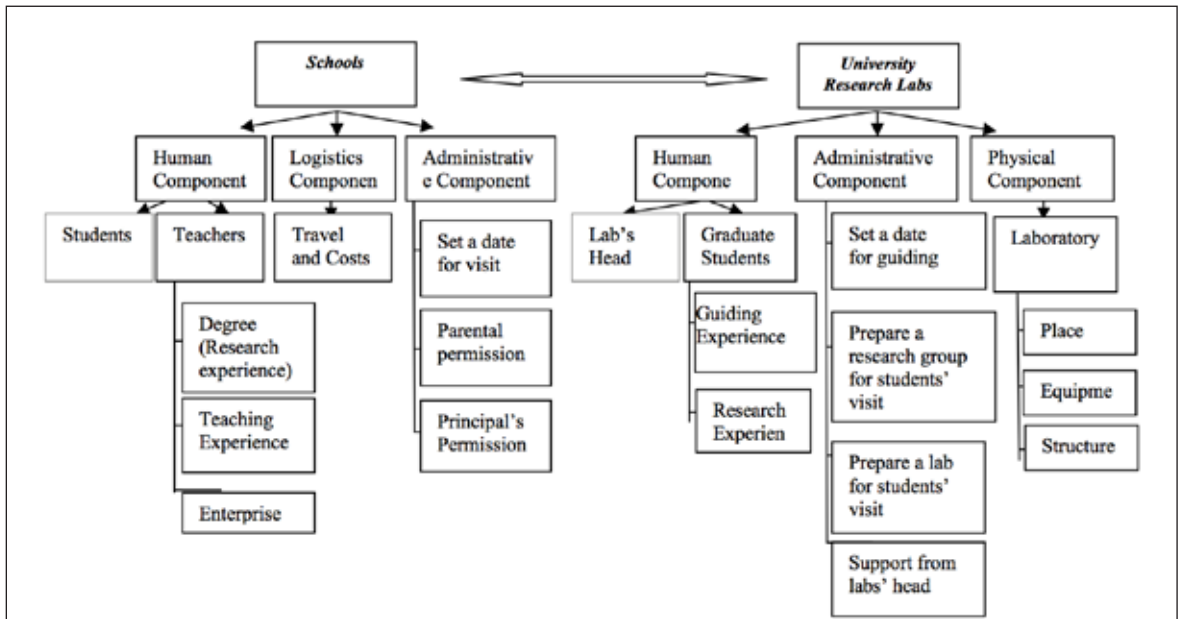 Schools
University
Research Labs
Human
Component
Logistics
Componen
Administrativ
e Component
Human
Compone
Administrative
Component
Physical
Component
Students
Teachers
Travel
and Costs
Set a date
for visit
Lab's
Head
Graduate
Students
Set a date
for guiding
Laboratory
Degree
(Research
experience)
Parental
permission
Guiding
Experience
Prepare a
research group
for students'
visit
Place
Teaching
Experience
Principal's
Permission
Research
Experien
Equipme
Structure
Prepare a lab
for students'
visit
Enterprise
Support from
labs' head